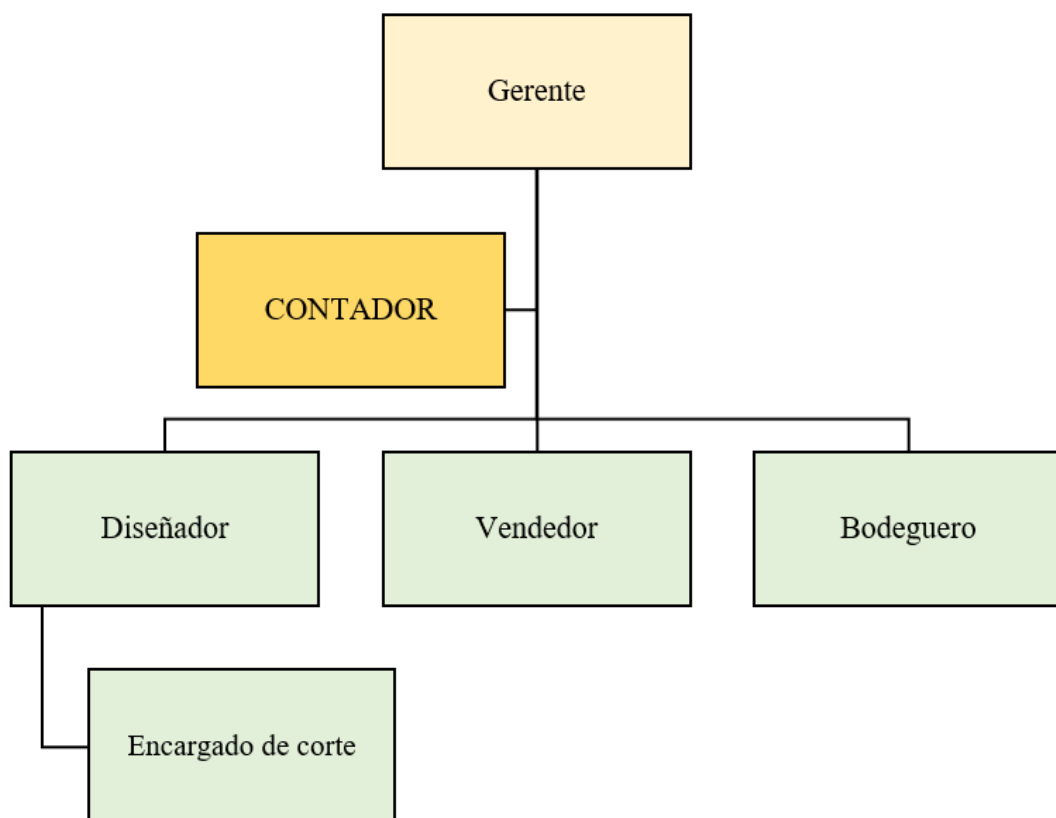 Gerente
CONTADOR
Diseñador
Vendedor
Bodeguero
Encargado de corte